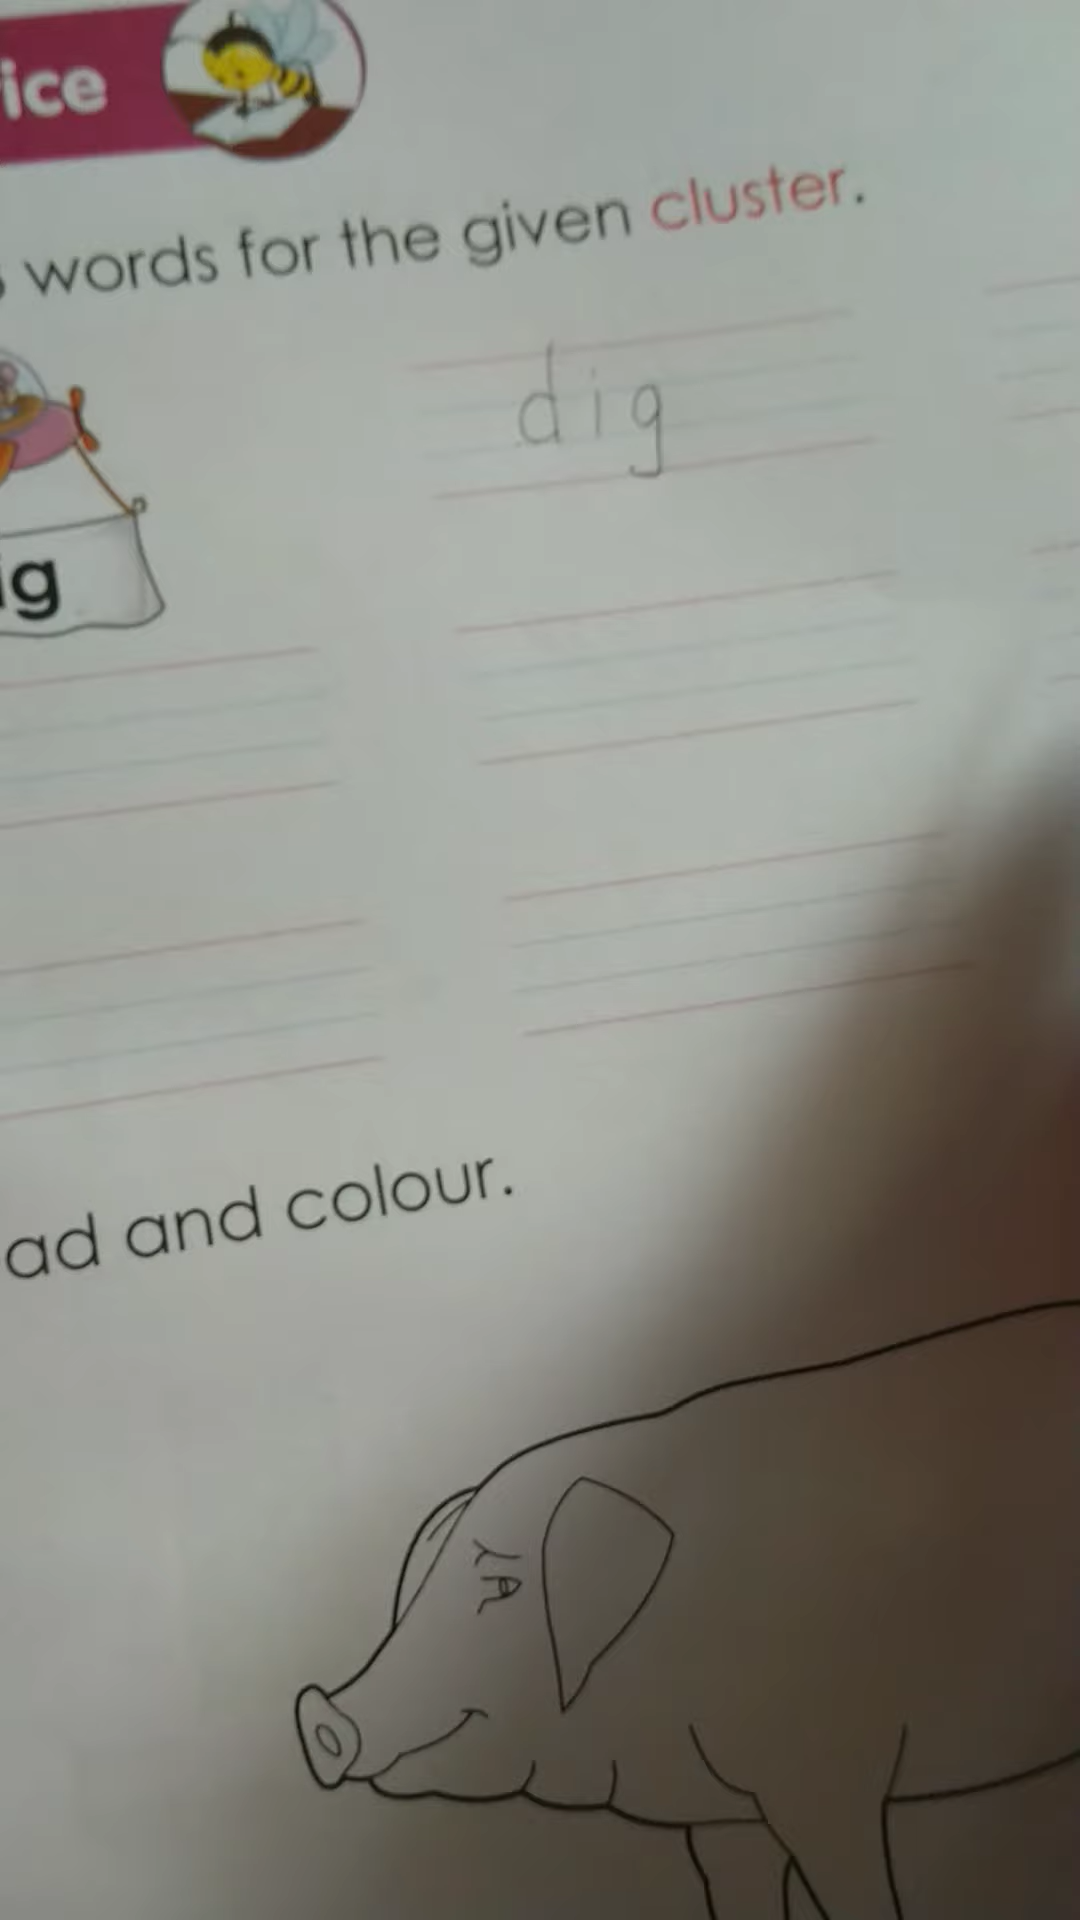 ice
words for the given cluster.
dig
ig
ad and colour.